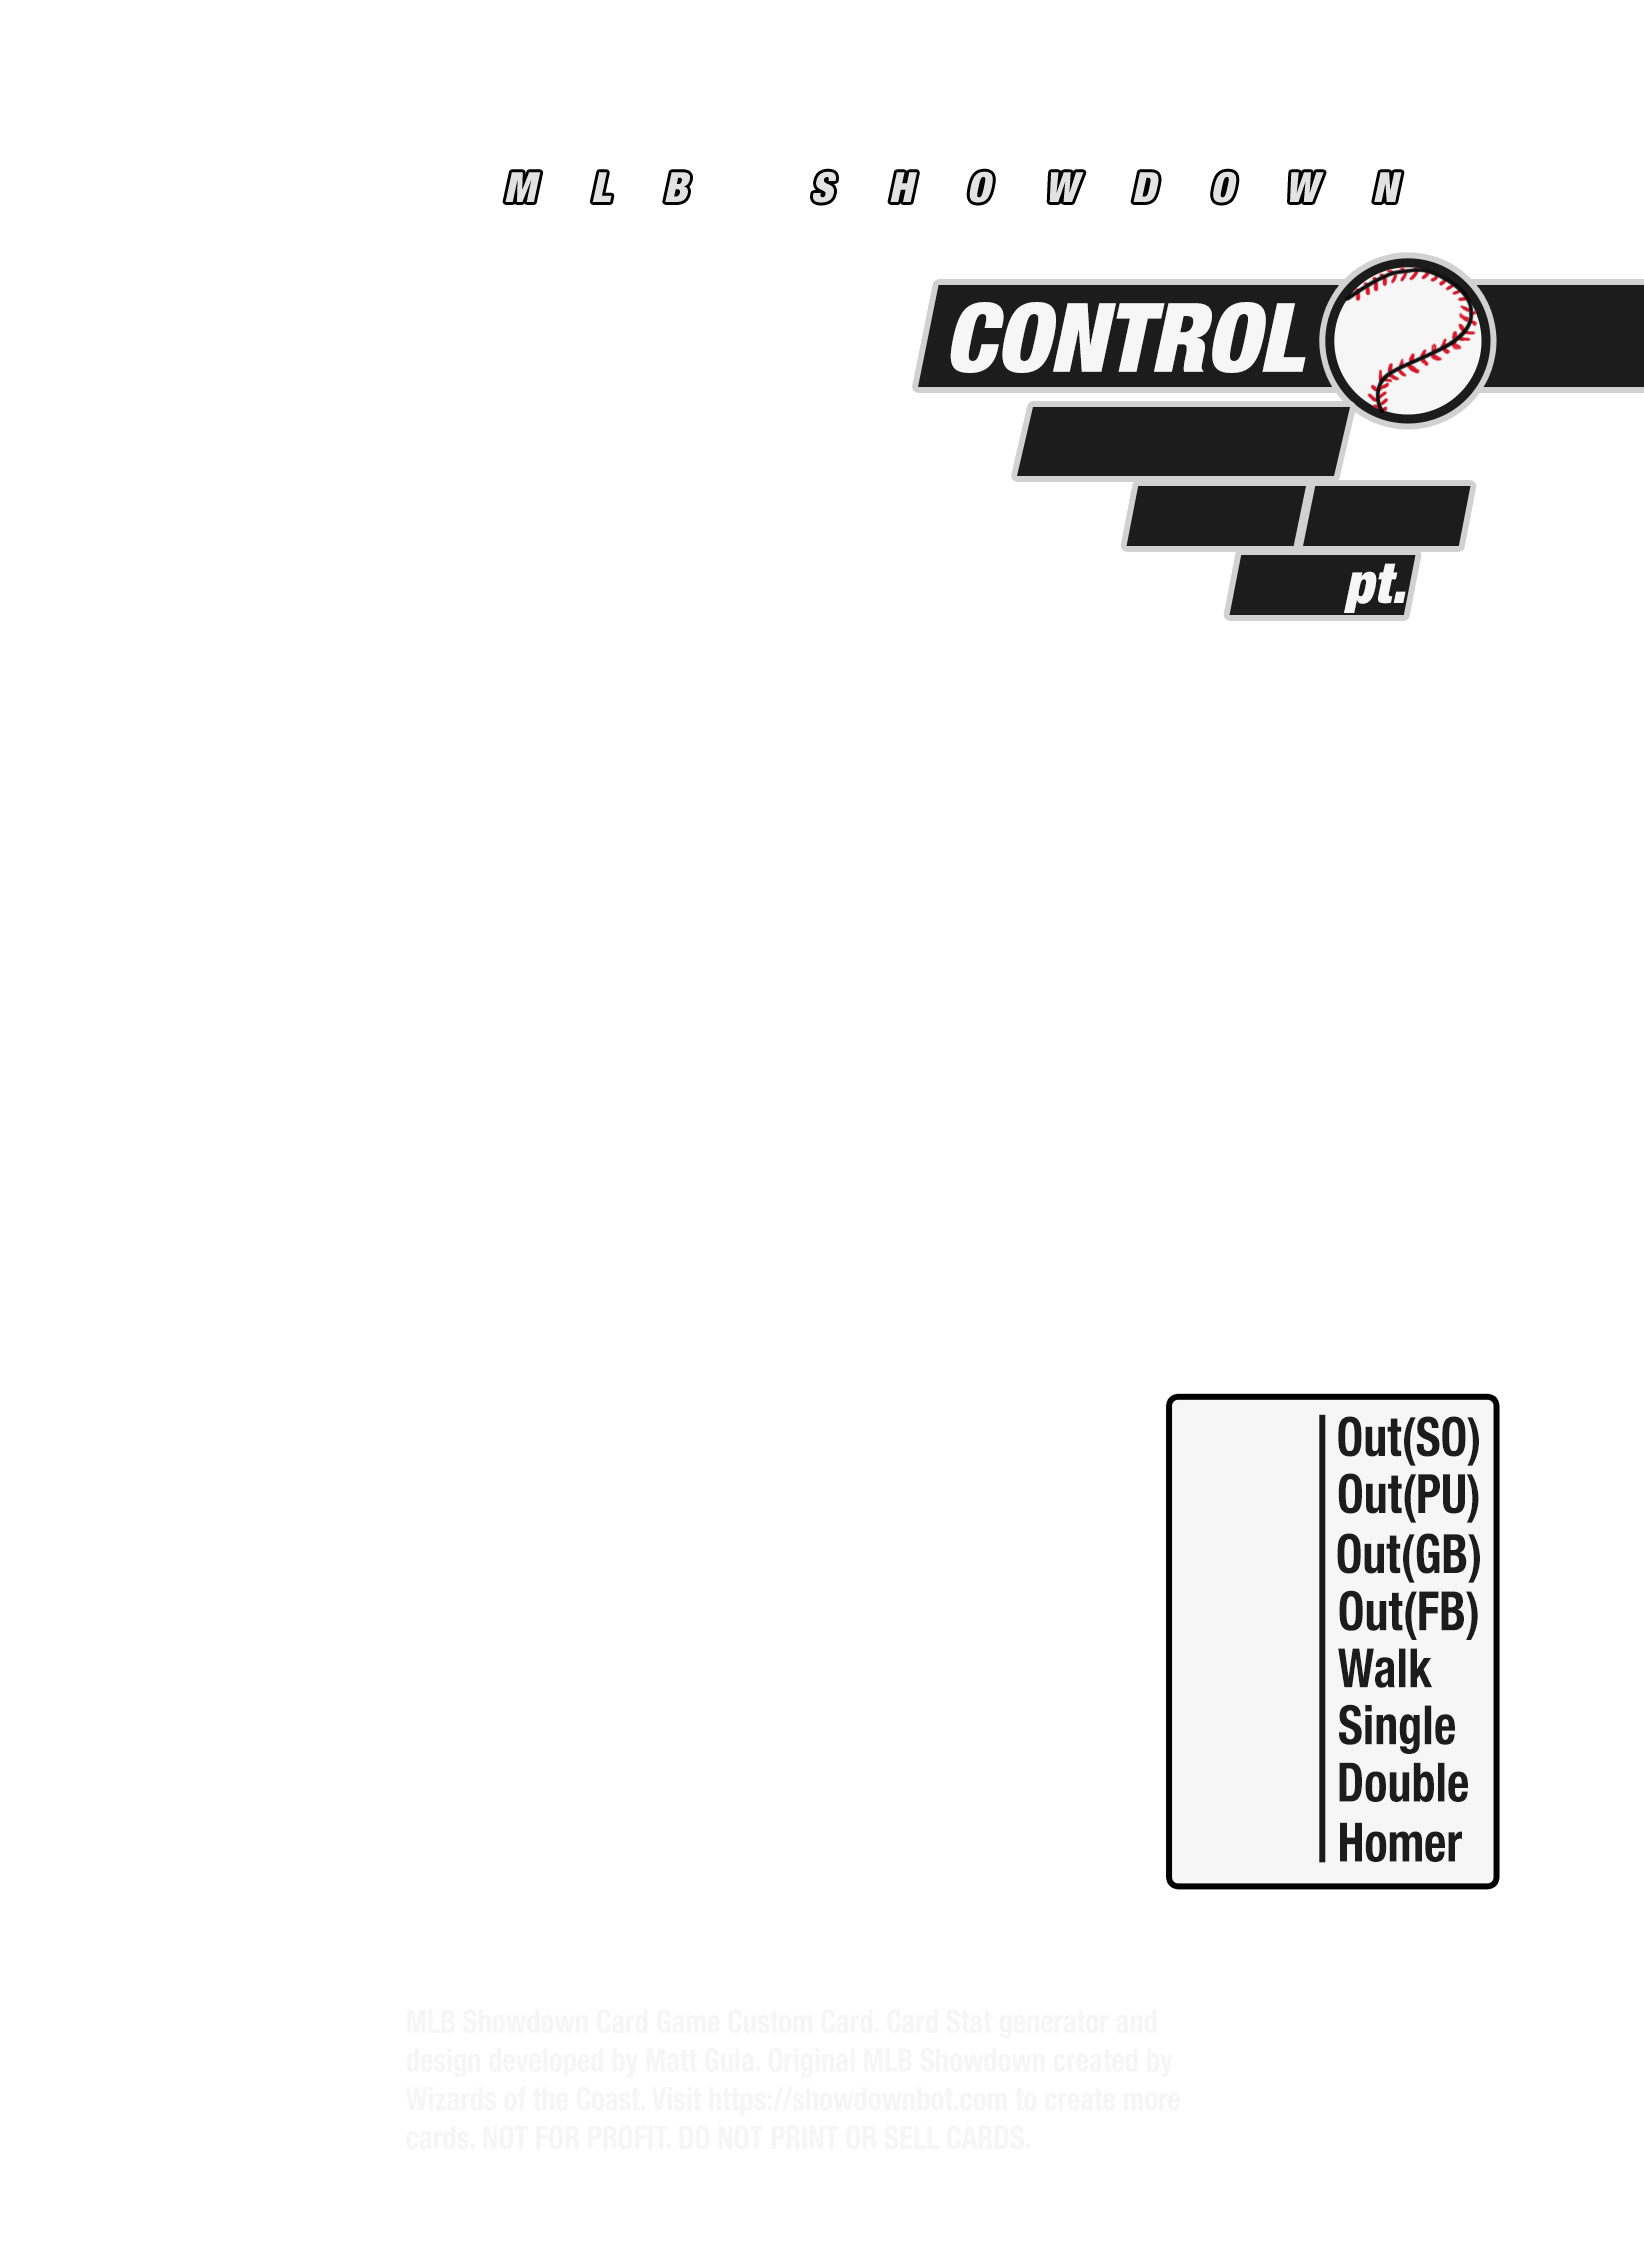 MLB SHOWDOWN
CONTROL
pt.
Out(SO)
Out(PU)
Out(GB)
Out(FB)
Walk
Single
Double
Homer
MLB Showdown Card Game Custom Card. Card Stat generator and
design developed by Matt Gula. Original MLB Showdown created by
Wizards of the Coast. Visit https://showdownbot.com to create more
cards. NOT FOR PROFIT. DO NOT PRINT OR SELL CARDS.